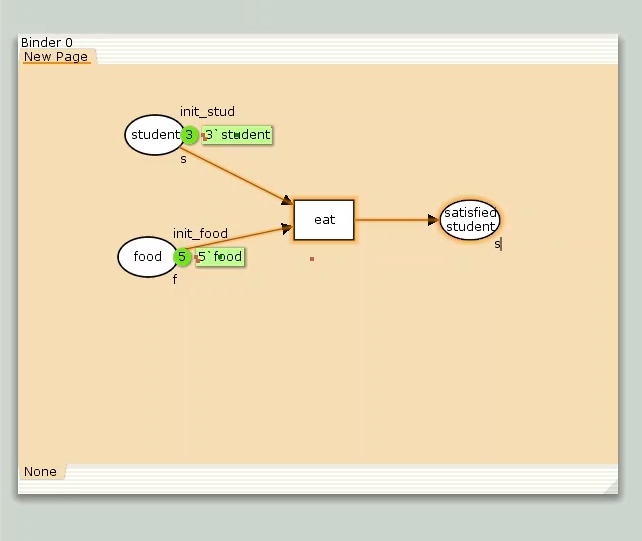 Binder 0
New Page
init_stud
student
3
3`student
s
eat
satisfied
student
s
init_food
food
5
5`food
f
None